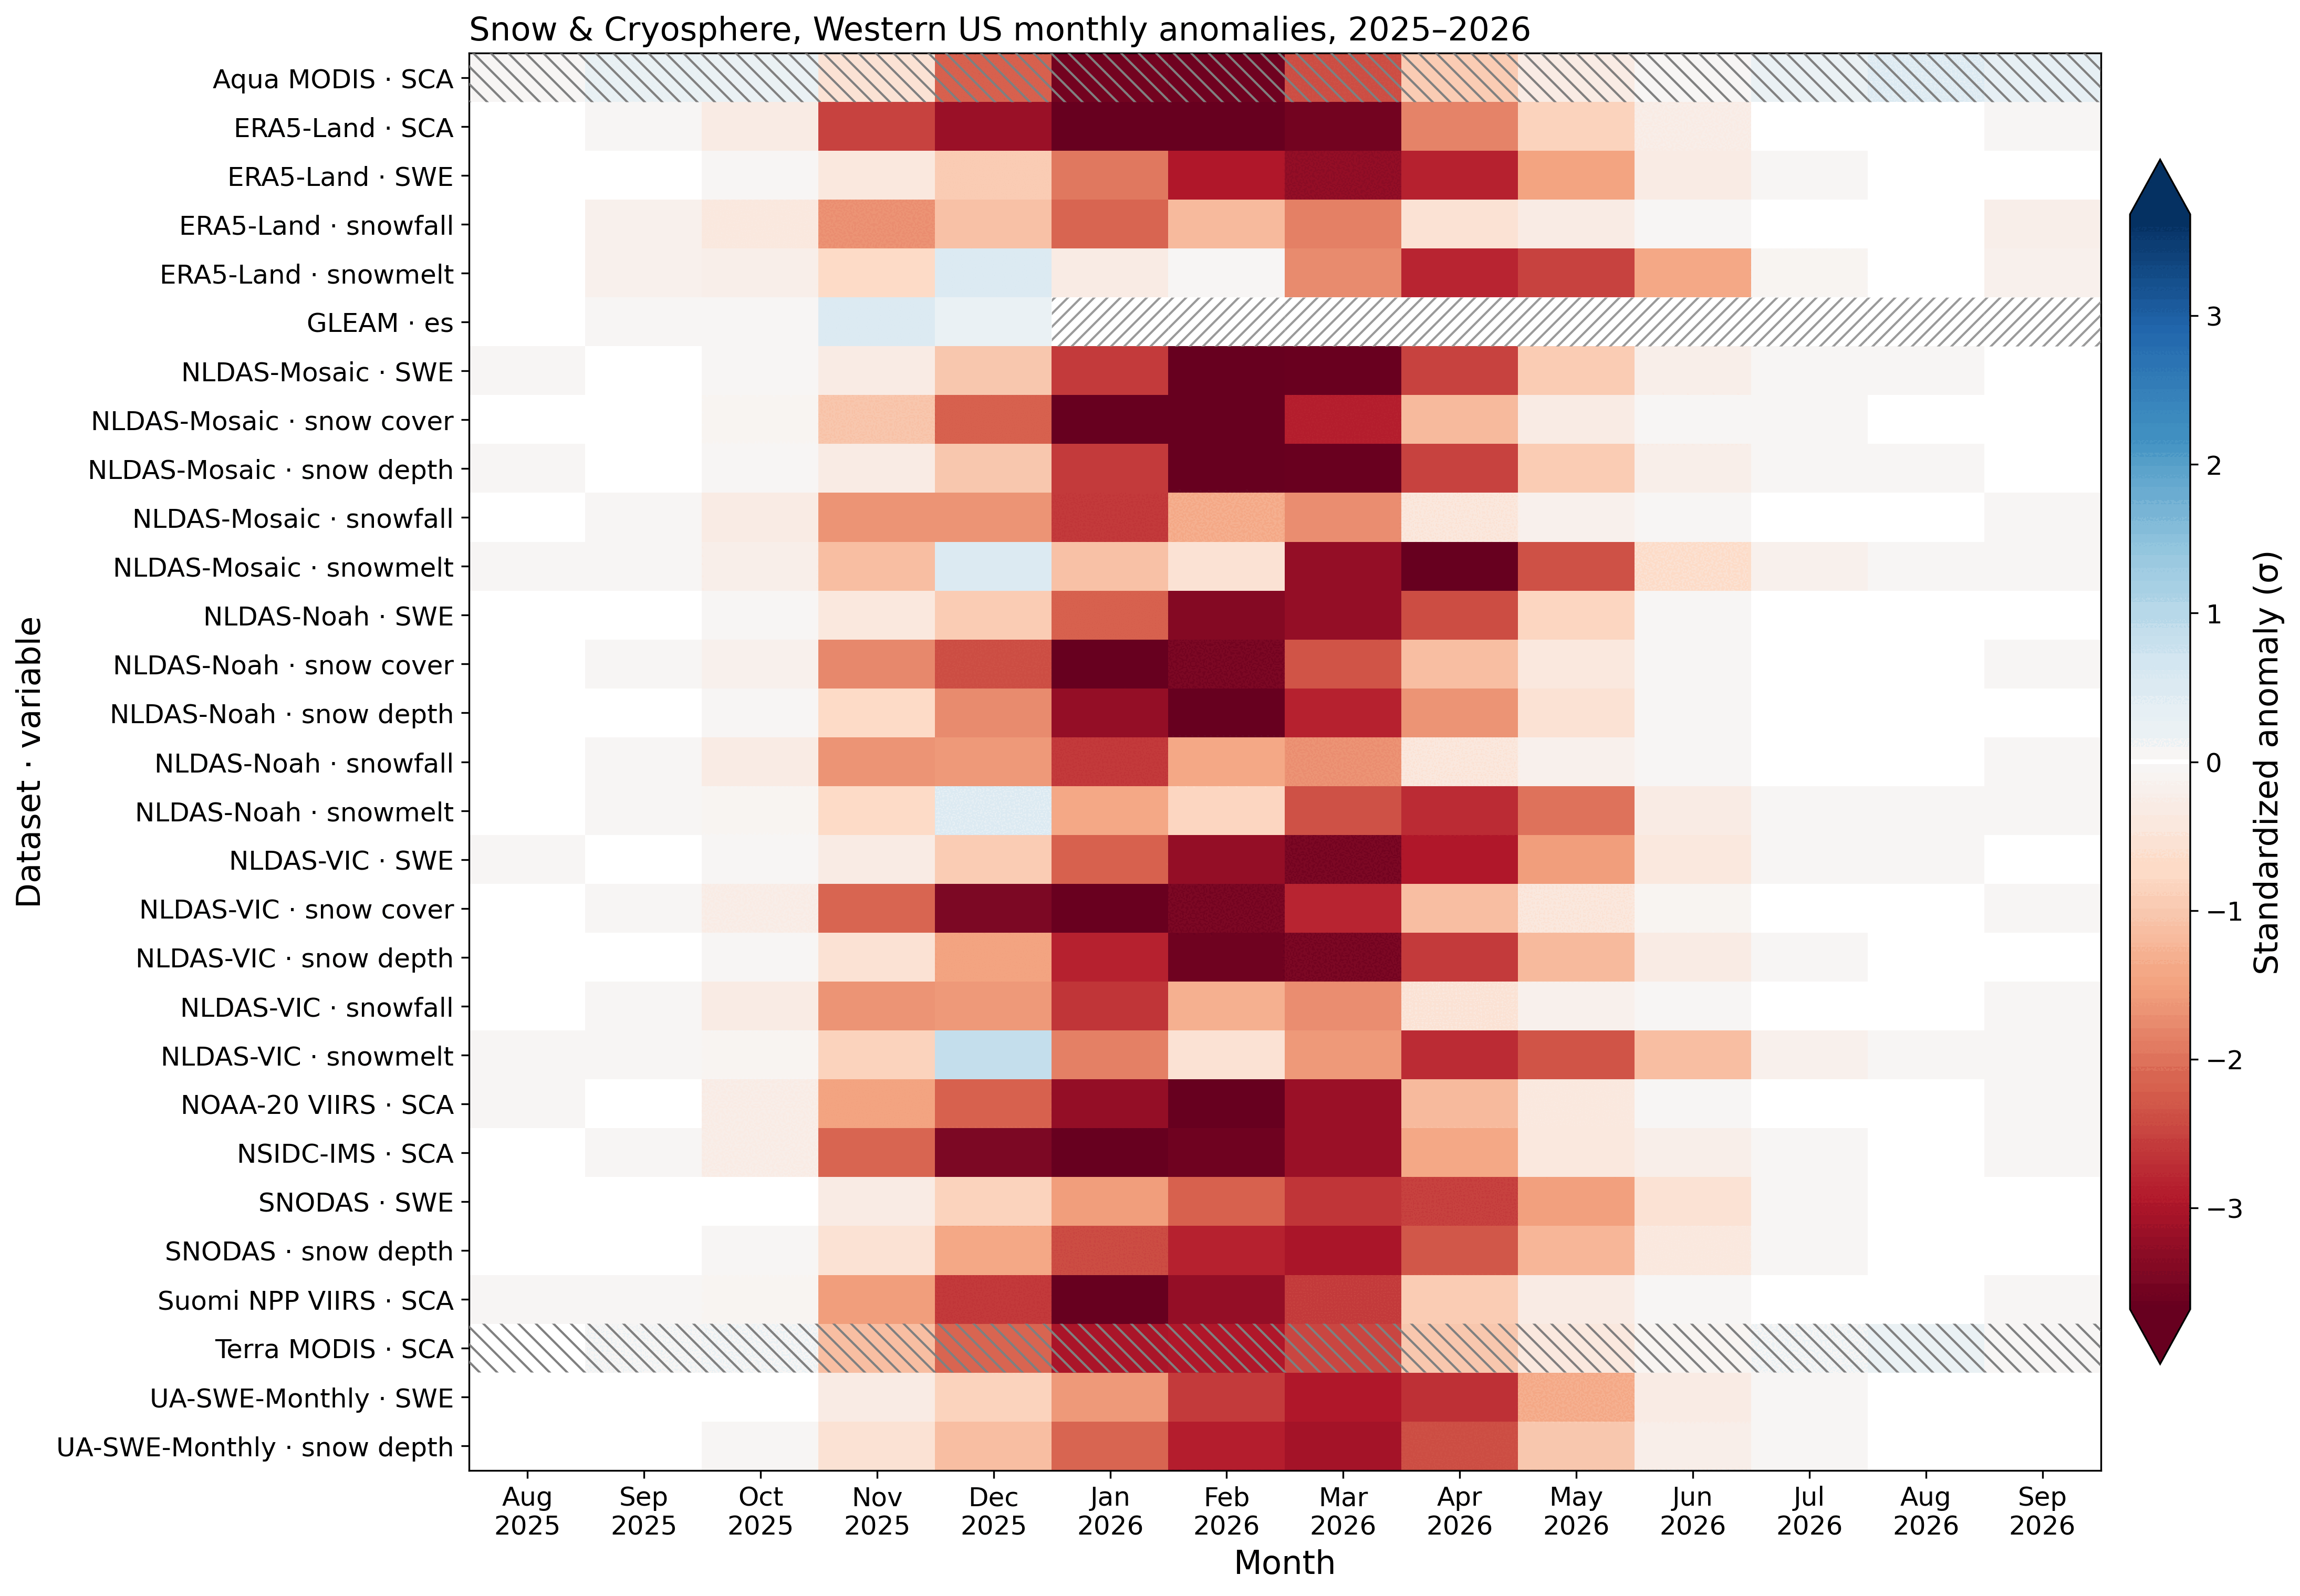 Snow & Cryosphere, Western US monthly anomalies, 2025–2026
Dataset · variable
Aqua MODIS · SCA
ERA5-Land · SCA
ERA5-Land · SWE
ERA5-Land · snowfall
ERA5-Land · snowmelt
GLEAM · es
NLDAS-Mosaic · SWE
NLDAS-Mosaic · snow cover
NLDAS-Mosaic · snow depth
NLDAS-Mosaic · snowfall
NLDAS-Mosaic · snowmelt
NLDAS-Noah · SWE
NLDAS-Noah · snow cover
NLDAS-Noah · snow depth
NLDAS-Noah · snowfall
NLDAS-Noah · snowmelt
NLDAS-VIC · SWE
NLDAS-VIC · snow cover
NLDAS-VIC · snow depth
NLDAS-VIC · snowfall
NLDAS-VIC · snowmelt
NOAA-20 VIIRS · SCA
NSIDC-IMS · SCA
SNODAS · SWE
SNODAS · snow depth
Suomi NPP VIIRS · SCA
Terra MODIS · SCA
UA-SWE-Monthly · SWE
UA-SWE-Monthly · snow depth
Aug Sep Oct Nov Dec Jan Feb Mar Apr May Jun Jul Aug Sep
2025 2025 2025 2025 2025 2026 2026 2026 2026 2026 2026 2026 2026 2026
Month
3
2
1
0
−1
−2
−3
Standardized anomaly (σ)